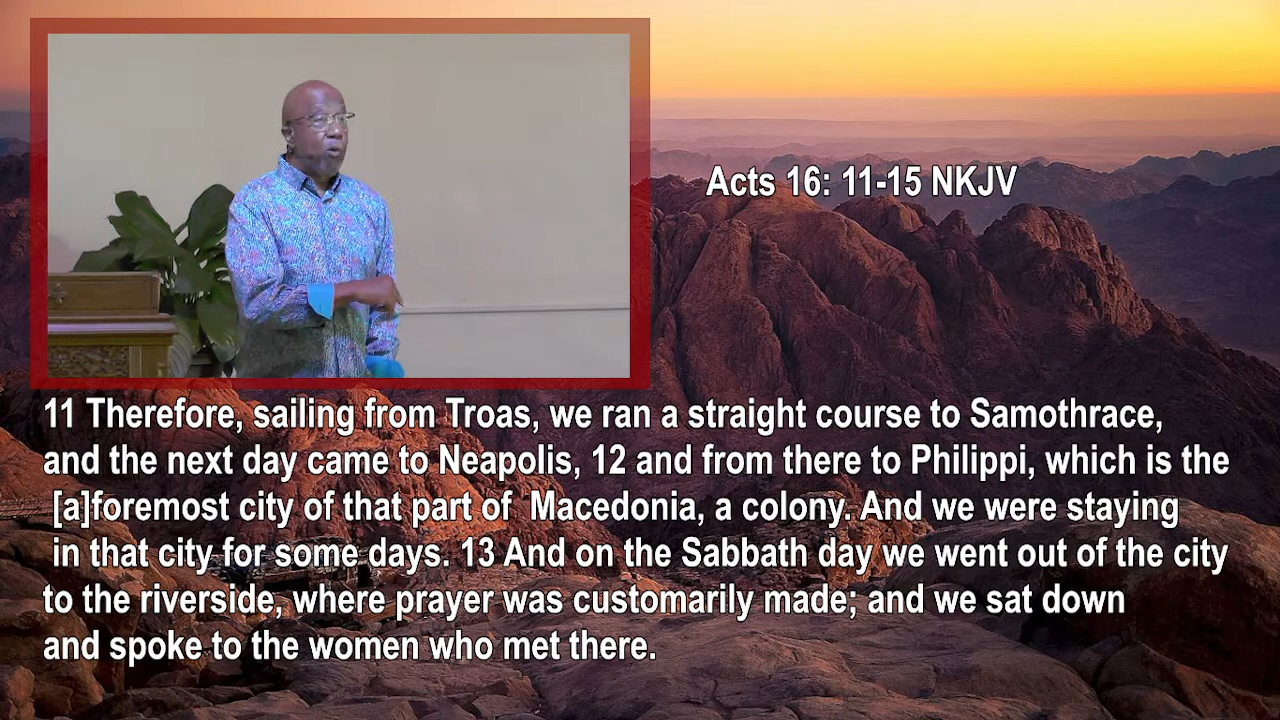 Acts 16: 11-15 NKJV
11 Therefore, sailing from Troas, we ran a straight course to Samothrace,
and the next day came to Neapolis, 12 and from there to Philippi, which is the
[a]foremost city of that part of Macedonia, a colony. And we were staying
in that city for some days. 13 And on the Sabbath day we went out of the city
to the riverside, where prayer was customarily made; and we sat down
and spoke to the women who met there.